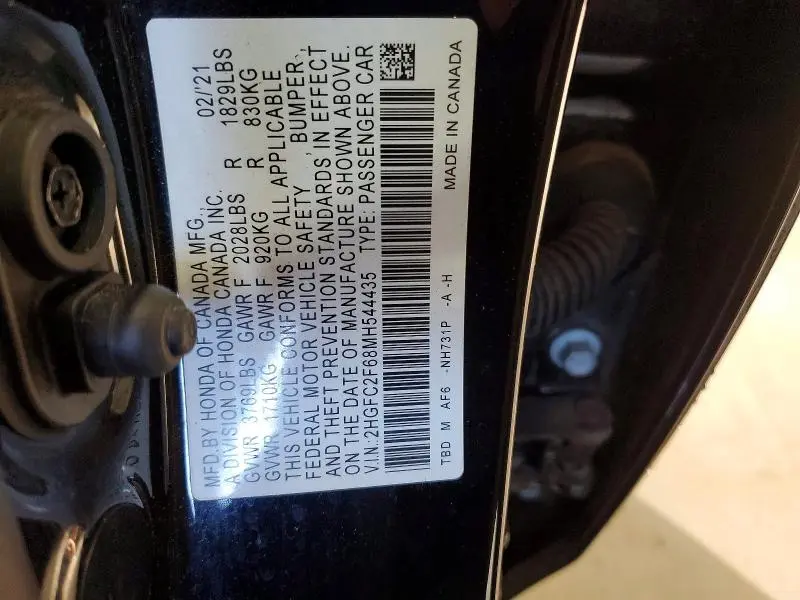 MFD.BY HONDA OF CANADA MFG., 02/'21
A DIVISION OF HONDA CANADA INC.
GVWR 3769LBS GAWR F 2028LBS R 1829LBS
GVWR 1710KG GAWR F 920KG R 830KG
THIS VEHICLE CONFORMS TO ALL APPLICABLE
FEDERAL MOTOR VEHICLE SAFETY , BUMPER,
AND THEFT PREVENTION STANDARDS, IN EFFECT
ON THE DATE OF MANUFACTURE SHOWN ABOVE.
V.I.N.:2HGFC2F68MH544435 TYPE: PASSENGER CAR
TBD M AF6 -NH731P -A -H MADE IN CANADA